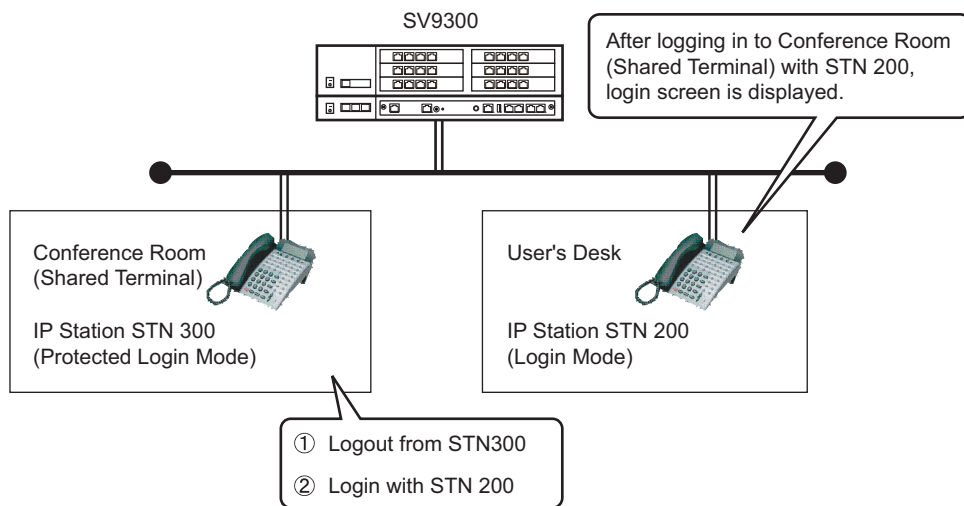 SV9300
After logging in to Conference Room
(Shared Terminal) with STN 200,
login screen is displayed.
Conference Room
(Shared Terminal)
IP Station STN 300
(Protected Login Mode)
User's Desk
IP Station STN 200
(Login Mode)
① Logout from STN300
② Login with STN 200